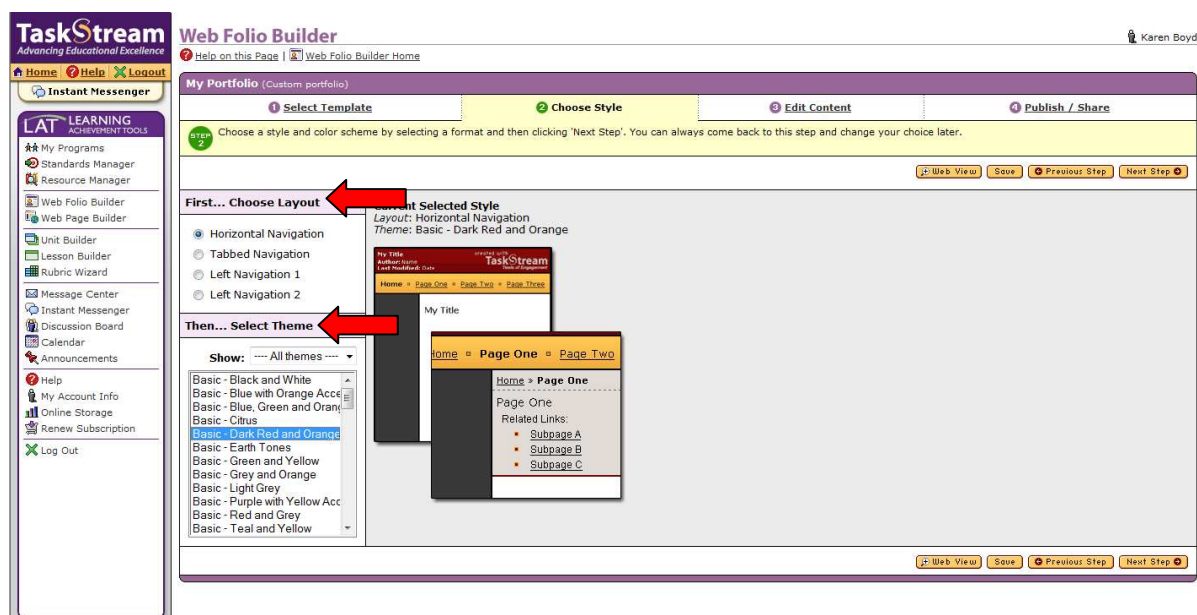 TaskStream
Advancing Educational Excellence
Home Help Logout
Instant Messenger
LAT LEARNING
ACHIEVEMENT TOOLS
My Programs
Standards Manager
Resource Manager
Web Folio Builder
Web Page Builder
Unit Builder
Lesson Builder
Rubric Wizard
Message Center
Instant Messenger
Discussion Board
Calendar
Announcements
Help
My Account Info
Online Storage
Renew Subscription
Log Out
Web Folio Builder
Karen Boyd
Help on this Page | Web Folio Builder Home
My Portfolio (Custom portfolio)
1 Select Template 2 Choose Style 3 Edit Content 4 Publish / Share
STEP 2 Choose a style and color scheme by selecting a format and then clicking 'Next Step'. You can always come back to this step and change your choice later.
Web View Save Previous Step Next Step
First... Choose Layout
Horizontal Navigation
Tabbed Navigation
Left Navigation 1
Left Navigation 2
Then... Select Theme
Show: ---- All themes ----
Basic - Black and White
Basic - Blue with Orange Acce
Basic - Blue, Green and Orang
Basic - Citrus
Basic - Dark Red and Orange
Basic - Earth Tones
Basic - Green and Yellow
Basic - Grey and Orange
Basic - Light Grey
Basic - Purple with Yellow Acc
Basic - Red and Grey
Basic - Teal and Yellow
Current Selected Style
Layout: Horizontal Navigation
Theme: Basic - Dark Red and Orange
My Title
Author: Name
Last Modified: Date
created with
TaskStream
Tools of Engagement
Home Page One Page Two Page Three
My Title
Home Page One Page Two
Home » Page One
Page One
Related Links:
Subpage A
Subpage B
Subpage C
Web View Save Previous Step Next Step